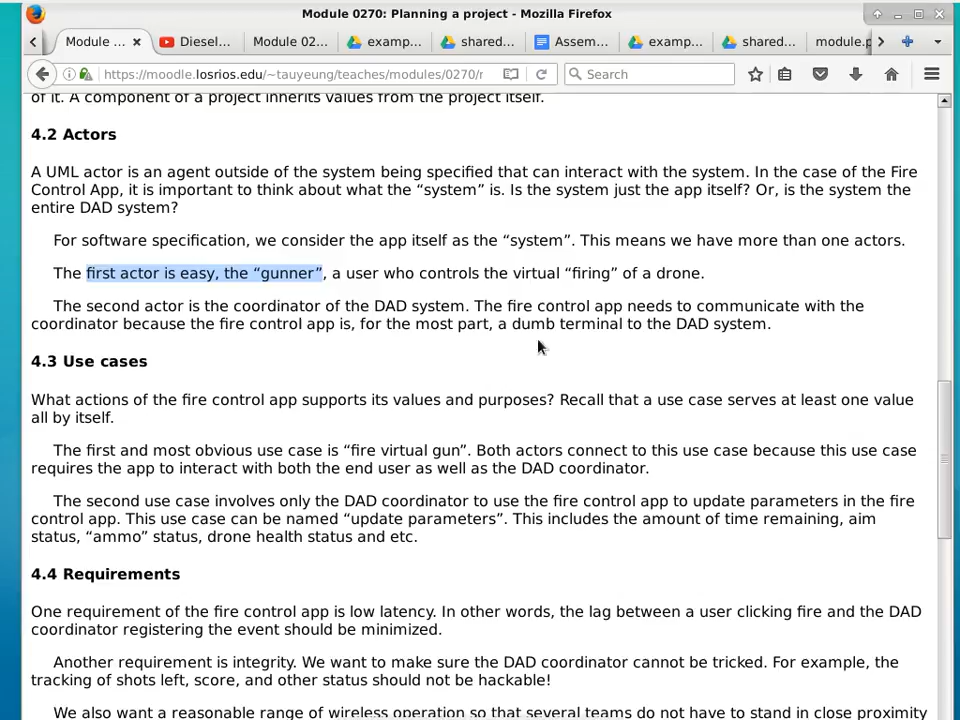 Module 0270: Planning a project - Mozilla Firefox
Module ...
Diesel...
Module 02...
examp...
shared...
Assem...
examp...
shared...
module.p
https://moodle.losrios.edu/~tauyeung/teaches/modules/0270/r
Search
of it. A component of a project inherits values from the project itself.
4.2 Actors
A UML actor is an agent outside of the system being specified that can interact with the system. In the case of the Fire
Control App, it is important to think about what the “system” is. Is the system just the app itself? Or, is the system the
entire DAD system?
For software specification, we consider the app itself as the “system”. This means we have more than one actors.
The first actor is easy, the “gunner”, a user who controls the virtual “firing” of a drone.
The second actor is the coordinator of the DAD system. The fire control app needs to communicate with the
coordinator because the fire control app is, for the most part, a dumb terminal to the DAD system.
4.3 Use cases
What actions of the fire control app supports its values and purposes? Recall that a use case serves at least one value
all by itself.
The first and most obvious use case is “fire virtual gun”. Both actors connect to this use case because this use case
requires the app to interact with both the end user as well as the DAD coordinator.
The second use case involves only the DAD coordinator to use the fire control app to update parameters in the fire
control app. This use case can be named “update parameters”. This includes the amount of time remaining, aim
status, “ammo” status, drone health status and etc.
4.4 Requirements
One requirement of the fire control app is low latency. In other words, the lag between a user clicking fire and the DAD
coordinator registering the event should be minimized.
Another requirement is integrity. We want to make sure the DAD coordinator cannot be tricked. For example, the
tracking of shots left, score, and other status should not be hackable!
We also want a reasonable range of wireless operation so that several teams do not have to stand in close proximity